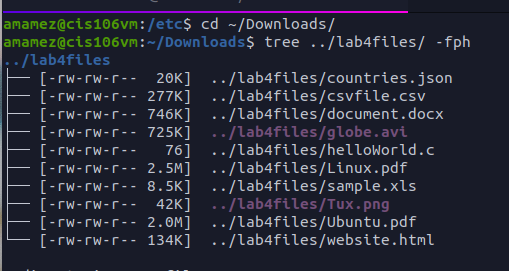 amamez@cis106vm:/etc$ cd ~/Downloads/
amamez@cis106vm:~/Downloads$ tree ../lab4files/ -fph
../lab4files
├── [-rw-rw-r--  20K]  ../lab4files/countries.json
├── [-rw-rw-r-- 277K]  ../lab4files/csvfile.csv
├── [-rw-rw-r-- 746K]  ../lab4files/document.docx
├── [-rw-rw-r-- 725K]  ../lab4files/globe.avi
├── [-rw-rw-r--   76]  ../lab4files/helloWorld.c
├── [-rw-rw-r-- 2.5M]  ../lab4files/Linux.pdf
├── [-rw-rw-r-- 8.5K]  ../lab4files/sample.xls
├── [-rw-rw-r--  42K]  ../lab4files/Tux.png
├── [-rw-rw-r-- 2.0M]  ../lab4files/Ubuntu.pdf
└── [-rw-rw-r-- 134K]  ../lab4files/website.html